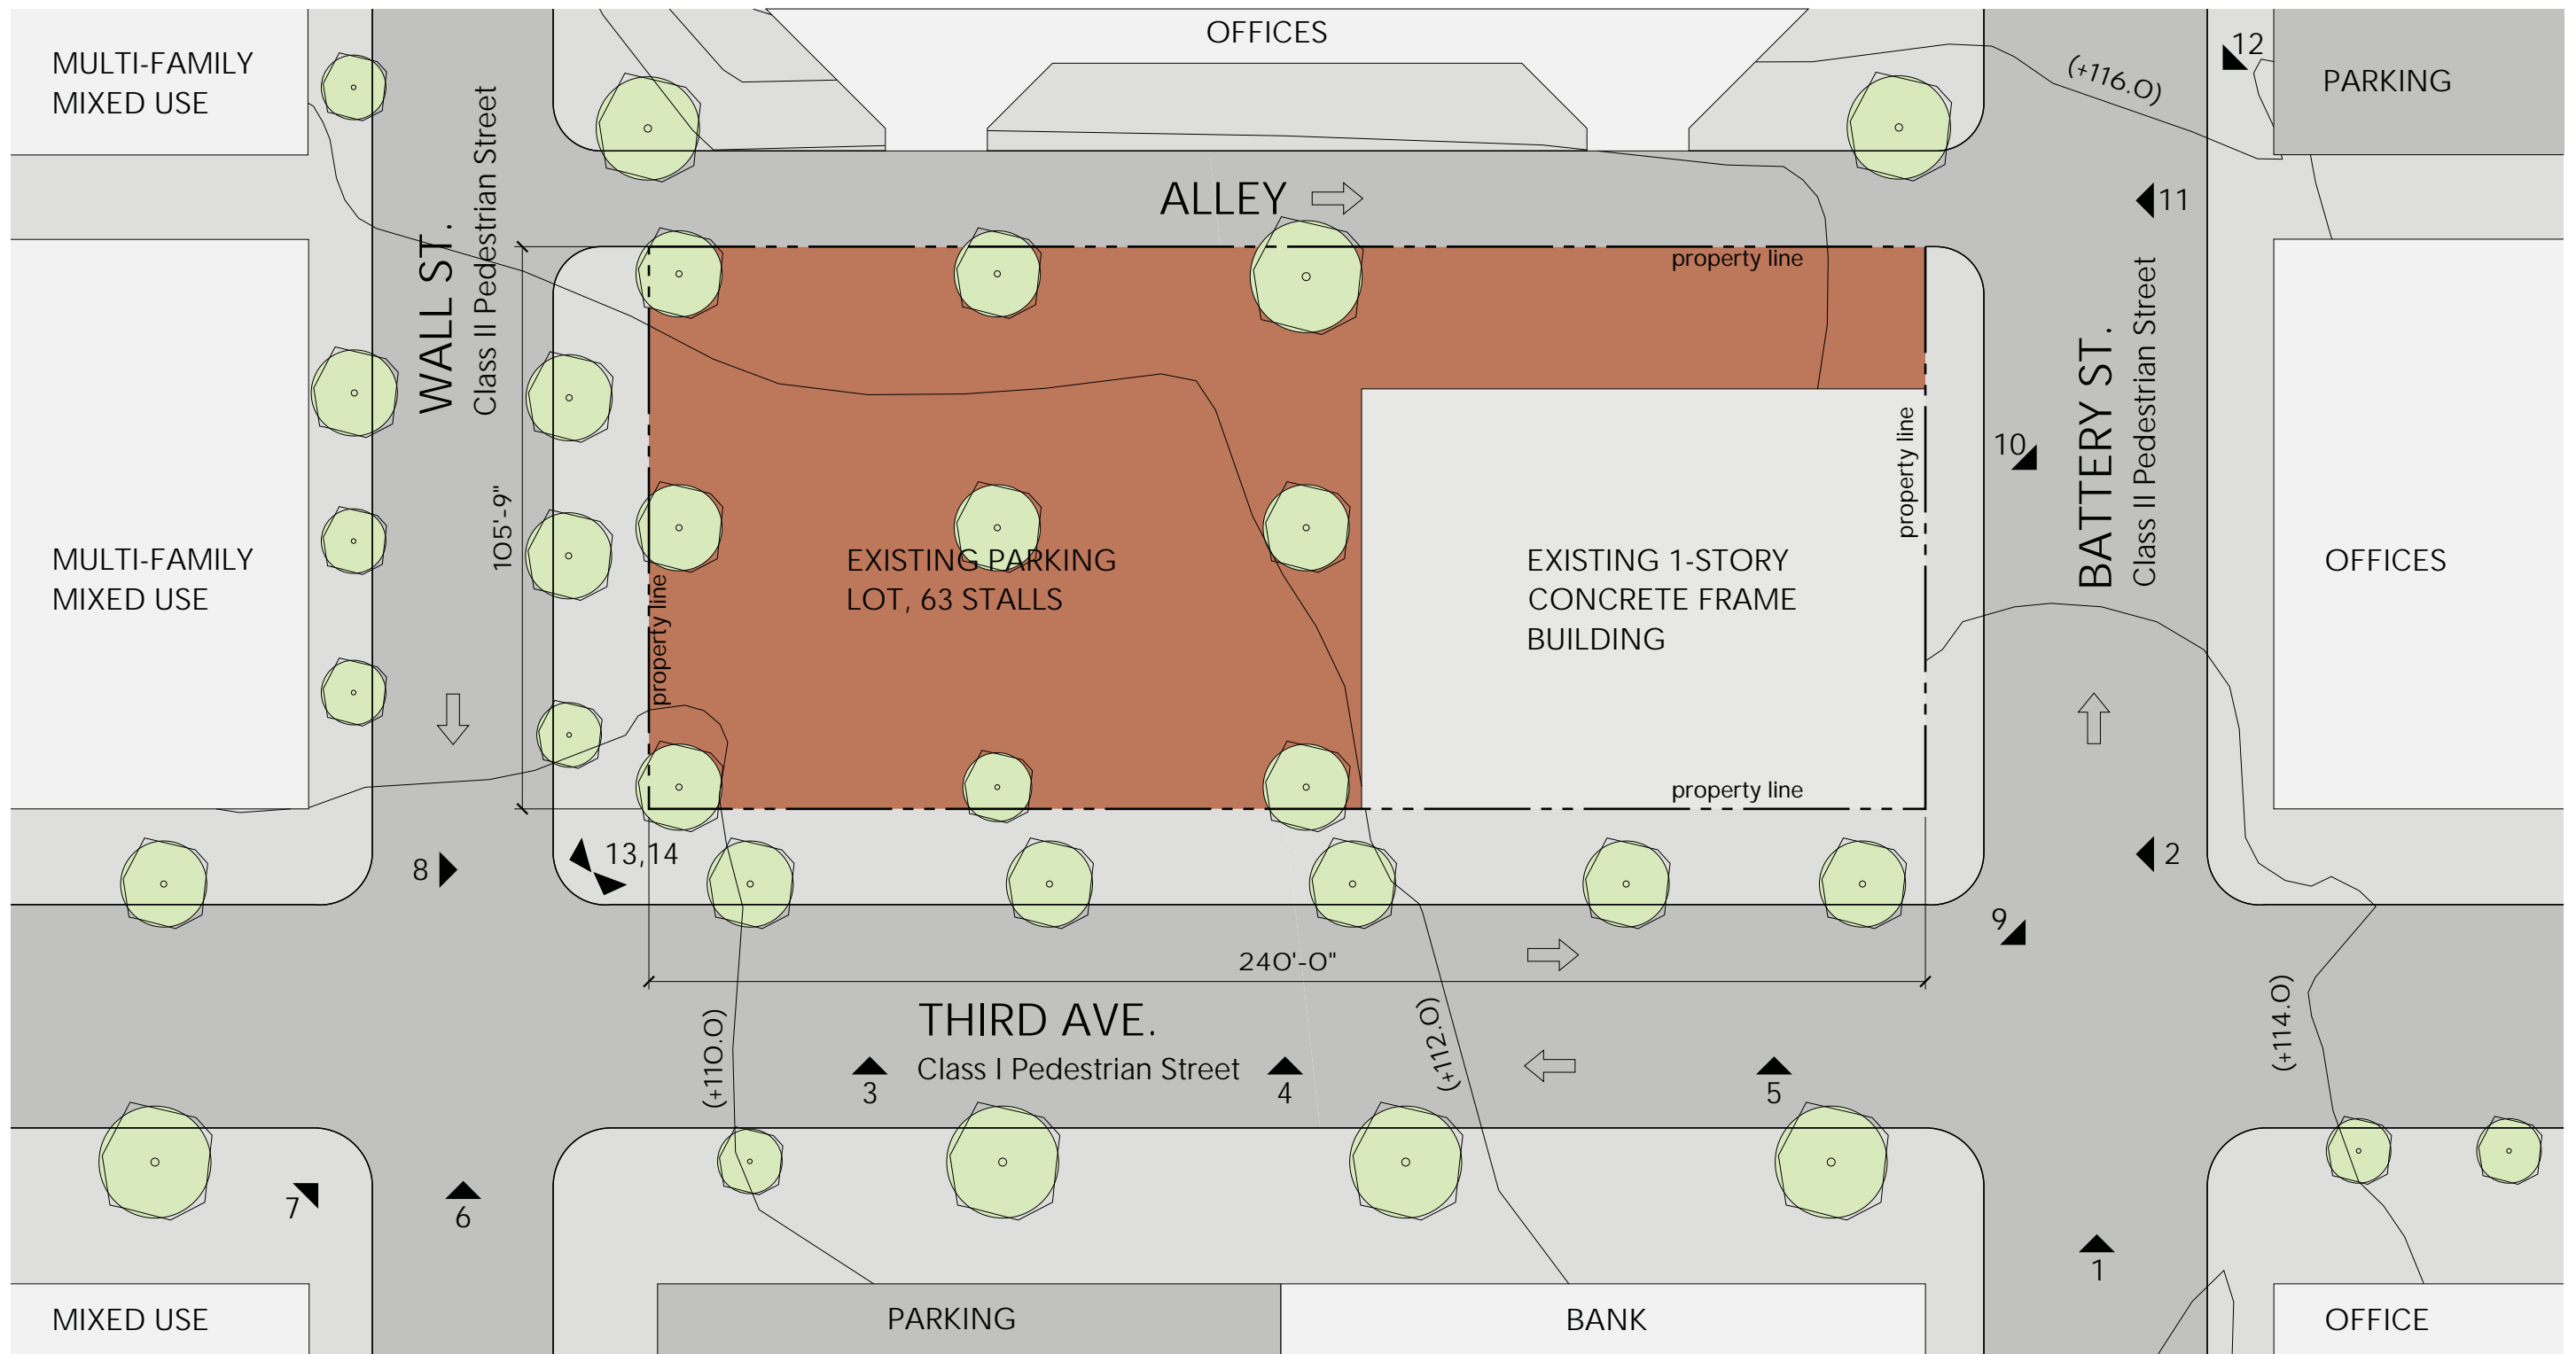 OFFICES
MULTI-FAMILY
MIXED USE
12
(+116.0)
PARKING
ALLEY
11
WALL ST.
Class II Pedestrian Street
property line
BATTERY ST.
Class II Pedestrian Street
10
property line
105'-9"
MULTI-FAMILY
MIXED USE
property line
EXISTING PARKING
LOT, 63 STALLS
EXISTING 1-STORY
CONCRETE FRAME
BUILDING
OFFICES
property line
8
13,14
2
9
240'-0"
THIRD AVE.
Class I Pedestrian Street
(+110.0)
(+112.0)
(+114.0)
3
4
5
7
6
1
MIXED USE
PARKING
BANK
OFFICE